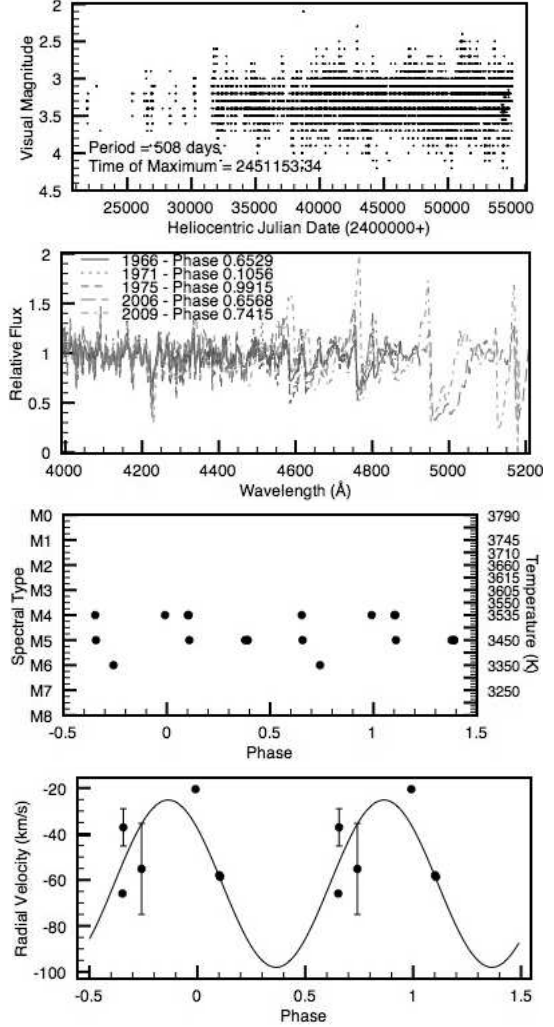 2
2.5
3.0
3.5
4
4.5
Visual Magnitude
Period = 508 days
Time of Maximum = 2451153.34
25000 30000 35000 40000 45000 50000 55000
Heliocentric Julian Date (2400000+)
2
1.5
1
0.5
0
Relative Flux
1966 - Phase 0.6529
1971 - Phase 0.1056
1975 - Phase 0.9915
2006 - Phase 0.6568
2009 - Phase 0.7415
4000 4200 4400 4600 4800 5000 5200
Wavelength (Å)
M0
M1
M2
M3
M4
M5
M6
M7
M8
Spectral Type
3790
3745
3710
3660
3615
3605
3550
3535
3450
3350
3250
Temperature (K)
-0.5 0 0.5 1 1.5
Phase
-20
-40
-60
-80
-100
Radial Velocity (km/s)
-0.5 0 0.5 1 1.5
Phase